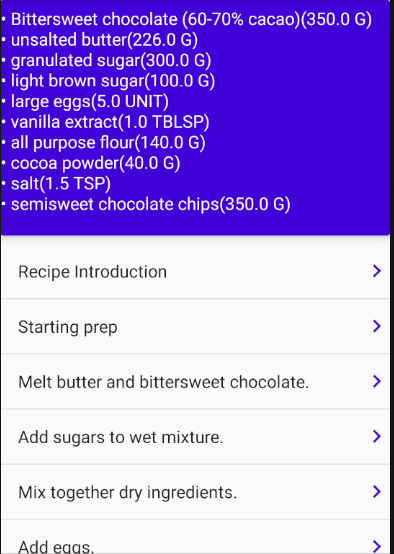 • Bittersweet chocolate (60-70% cacao)(350.0 G)
• unsalted butter(226.0 G)
• granulated sugar(300.0 G)
• light brown sugar(100.0 G)
• large eggs(5.0 UNIT)
• vanilla extract(1.0 TBLSP)
• all purpose flour(140.0 G)
• cocoa powder(40.0 G)
• salt(1.5 TSP)
• semisweet chocolate chips(350.0 G)
Recipe Introduction
Starting prep
Melt butter and bittersweet chocolate.
Add sugars to wet mixture.
Mix together dry ingredients.
Add eggs.